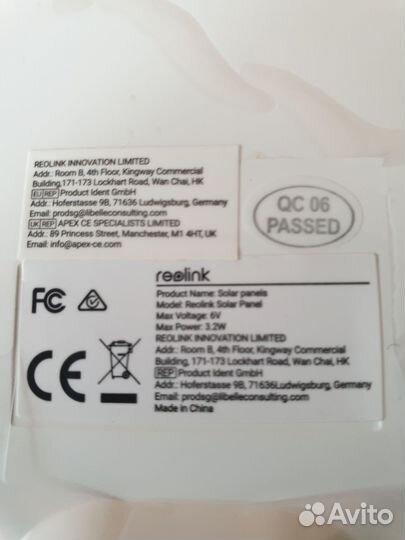 REOLINK INNOVATION LIMITED
Addr.: Room B, 4th Floor, Kingway Commercial
Building,171-173 Lockhart Road, Wan Chai, HK
EU REP Product Ident GmbH
Addr.: Hoferstasse 9B, 71636 Ludwigsburg, Germany
Email: prodsg@libelleconsulting.com
UK REP APEX CE SPECIALISTS LIMITED
Addr.: 89 Princess Street, Manchester, M1 4HT, UK
Email: info@apex-ce.com
QC 06
PASSED
reolink
Product Name: Solar panels
Model: Reolink Solar Panel
Max Voltage: 6V
Max Power: 3.2W
REOLINK INNOVATION LIMITED
Addr.: Room B, 4th Floor, Kingway Commercial
Building, 171-173 Lockhart Road, Wan Chai, HK
REP Product Ident GmbH
Addr.: Hoferstasse 9B, 71636Ludwigsburg, Germany
Email: prodsg@libelleconsulting.com
Made in China
FC
CE
Avito